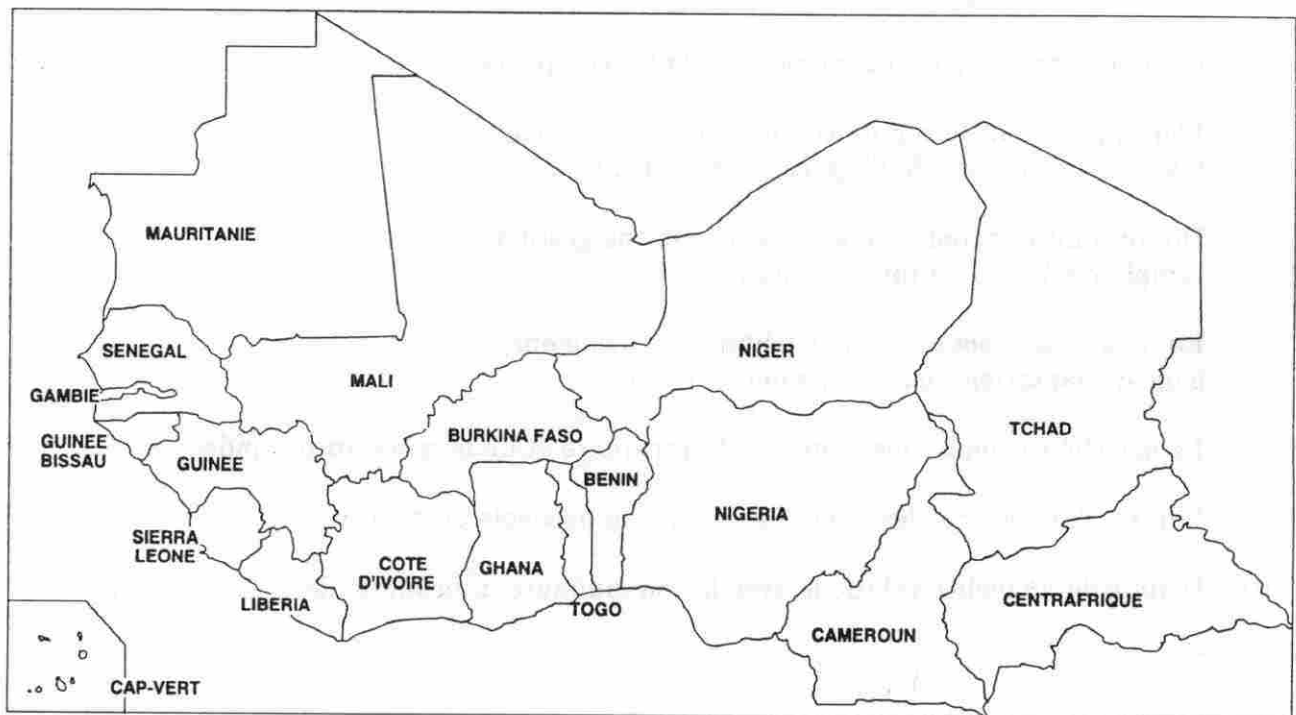 MAURITANIE
SENEGAL
GAMBIE
GUINEE
BISSAU
GUINEE
SIERRA
LEONE
LIBERIA
MALI
BURKINA FASO
COTE
D'IVOIRE
GHANA
TOGO
BENIN
NIGER
NIGERIA
TCHAD
CAMEROUN
CENTRAFRIQUE
CAP-VERT